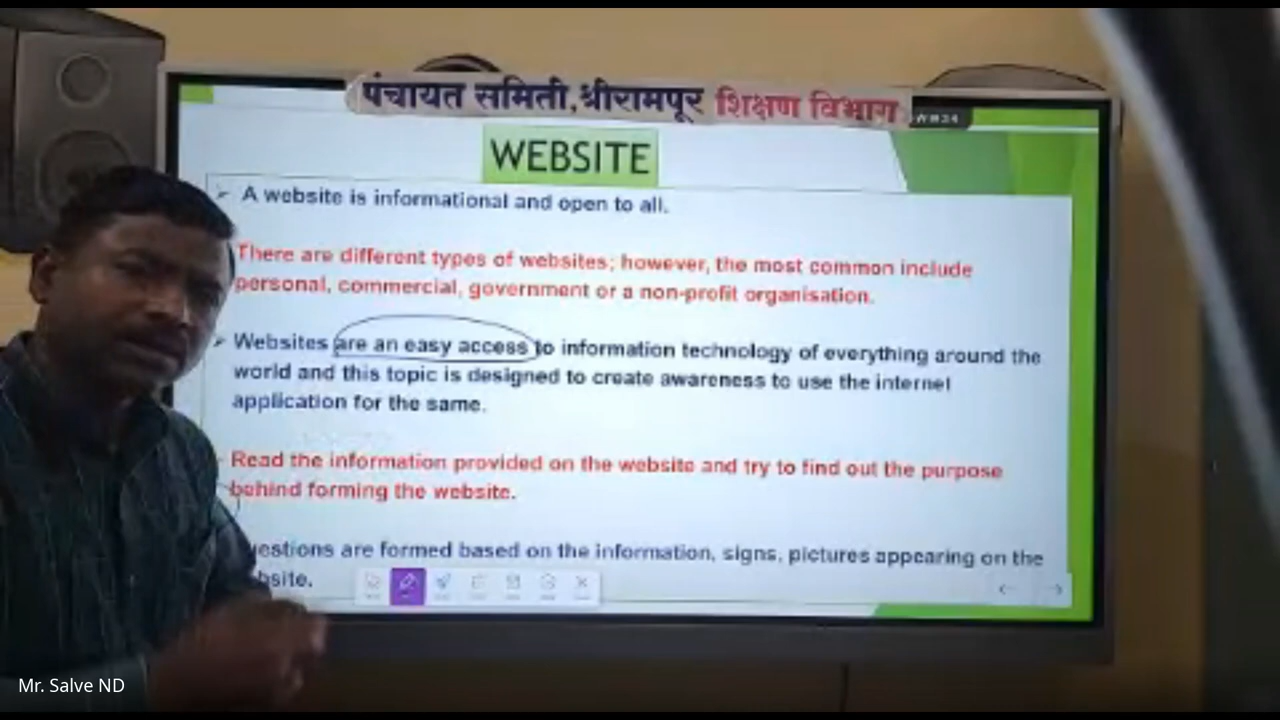 पंचायत समिती,श्रीरामपूर शिक्षण विभाग
WEBSITE
A website is informational and open to all.
There are different types of websites; however, the most common include
personal, commercial, government or a non-profit organisation.
Websites are an easy access to information technology of everything around the
world and this topic is designed to create awareness to use the internet
application for the same.
Read the information provided on the website and try to find out the purpose
behind forming the website.
are formed based on the information, signs, pictures appearing on the
Mr. Salve ND